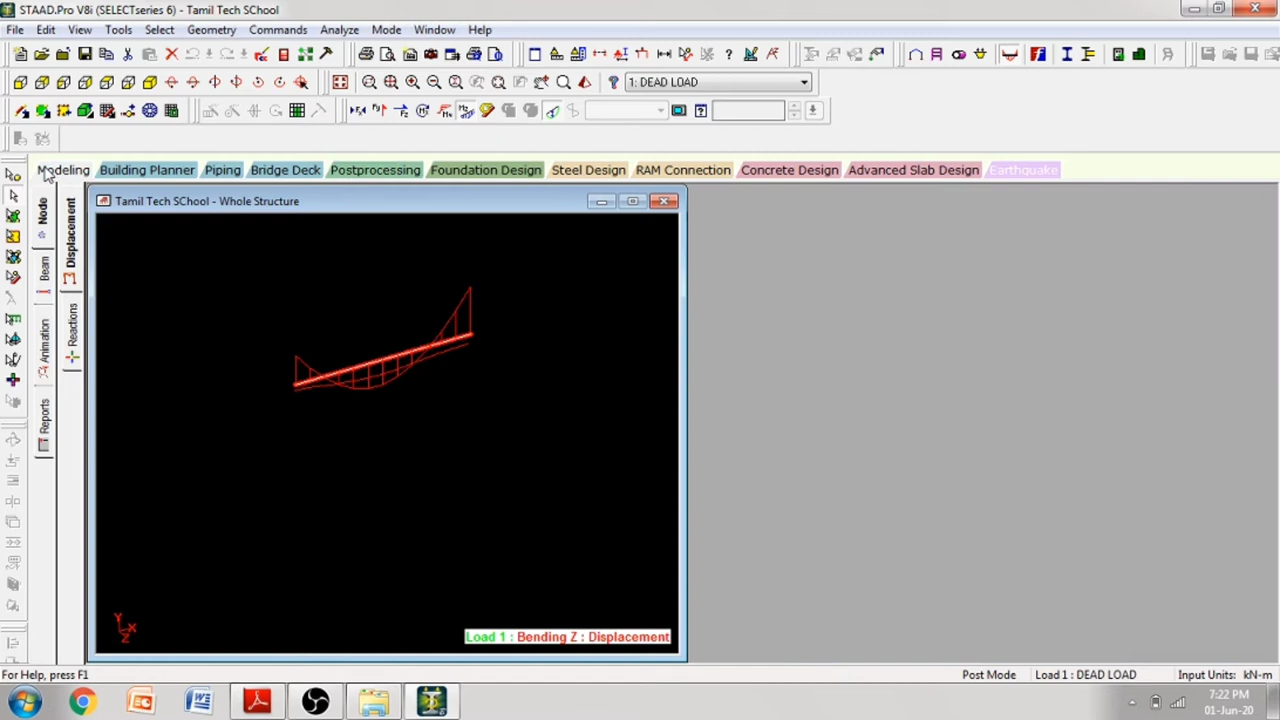 STAAD.Pro V8i (SELECTseries 6) - Tamil Tech SChool
File Edit View Tools Select Geometry Commands Analyze Mode Window Help
1: DEAD LOAD
Modeling Building Planner Piping Bridge Deck Postprocessing Foundation Design Steel Design RAM Connection Concrete Design Advanced Slab Design Earthquake
Tamil Tech SChool - Whole Structure
Node
Beam
Animation
Reports
Displacement
Reactions
Y
X
Z
Load 1 : Bending Z : Displacement
For Help, press F1
Post Mode
Load 1 : DEAD LOAD
Input Units: kN-m
7:22 PM
01-Jun-20